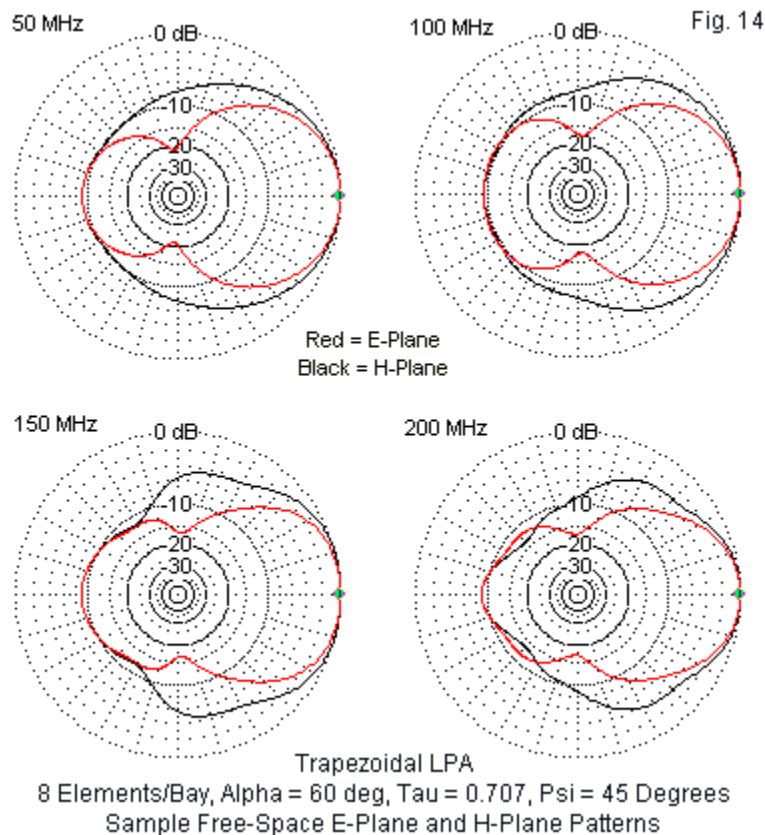 50 MHz
0 dB
-10
20
30
100 MHz
0 dB
Fig. 14
-10
20
30
Red = E-Plane
Black = H-Plane
150 MHz
0 dB
-10
20
30
200 MHz
0 dB
-10
20
30
Trapezoidal LPA
8 Elements/Bay, Alpha = 60 deg, Tau = 0.707, Psi = 45 Degrees
Sample Free-Space E-Plane and H-Plane Patterns